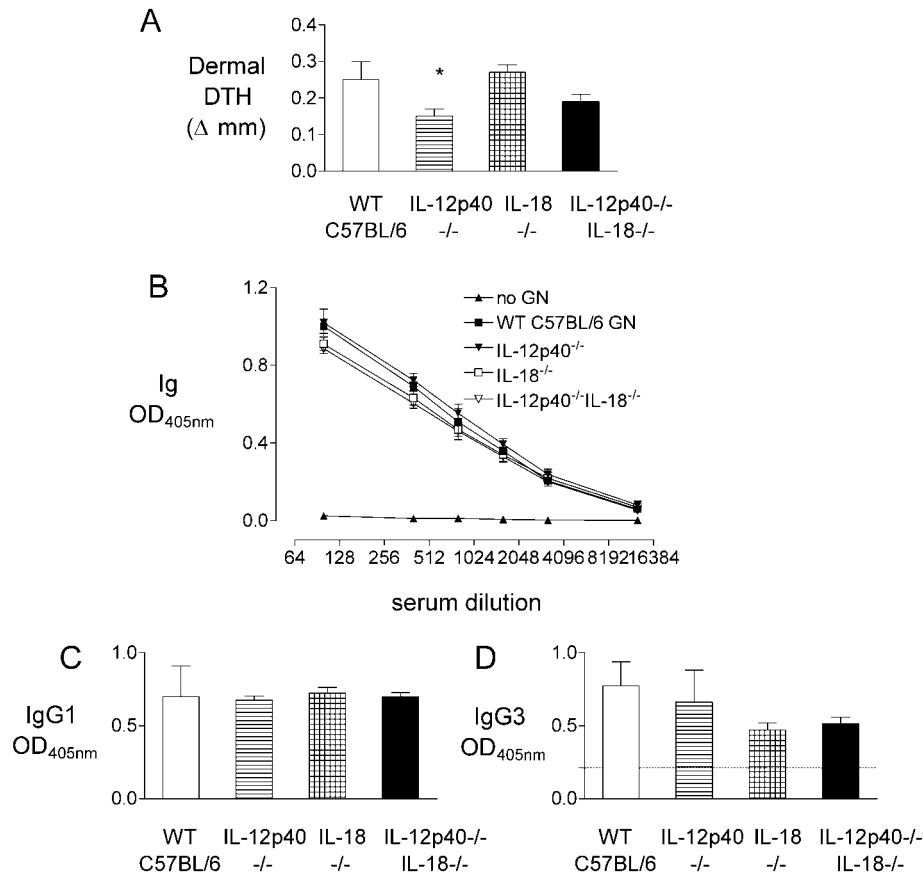 A
Dermal
DTH
(Δ mm)
0.4
0.3
0.2
0.1
0.0
*
WT IL-12p40 IL-18 IL-12p40-/-
C57BL/6 -/- -/- IL-18-/-
B
Ig
OD405nm
1.2
0.8
0.4
0.0
no GN
WT C57BL/6 GN
IL-12p40-/-
IL-18-/-
IL-12p40-/-IL-18-/-
64 128 256 512 1024 2048 4096 8192 16384
serum dilution
C
IgG1
OD405nm
1.0
0.5
0.0
WT IL-12p40 IL-18 IL-12p40-/-
C57BL/6 -/- -/- IL-18-/-
D
IgG3
OD405nm
1.0
0.5
0.0
WT IL-12p40 IL-18 IL-12p40-/-
C57BL/6 -/- -/- IL-18-/-